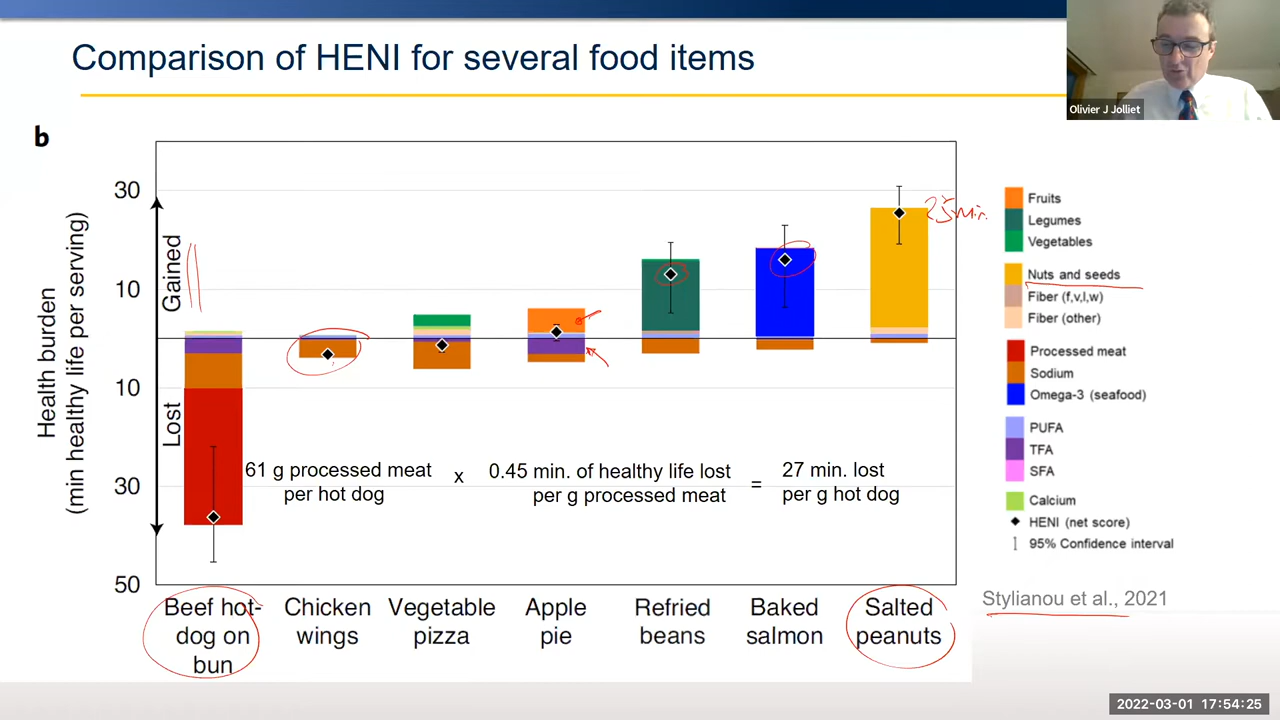 Comparison of HENI for several food items
Olivier J Jolliet
b
Health burden
(min healthy life per serving)
Gained
Lost
30
10
10
30
50
25 min.
61 g processed meat
per hot dog
x
0.45 min. of healthy life lost
per g processed meat
=
27 min. lost
per g hot dog
Beef hot-
dog on
bun
Chicken
wings
Vegetable
pizza
Apple
pie
Refried
beans
Baked
salmon
Salted
peanuts
Fruits
Legumes
Vegetables
Nuts and seeds
Fiber (f,v,l,w)
Fiber (other)
Processed meat
Sodium
Omega-3 (seafood)
PUFA
TFA
SFA
Calcium
HENI (net score)
95% Confidence interval
Stylianou et al., 2021
2022-03-01 17:54:25